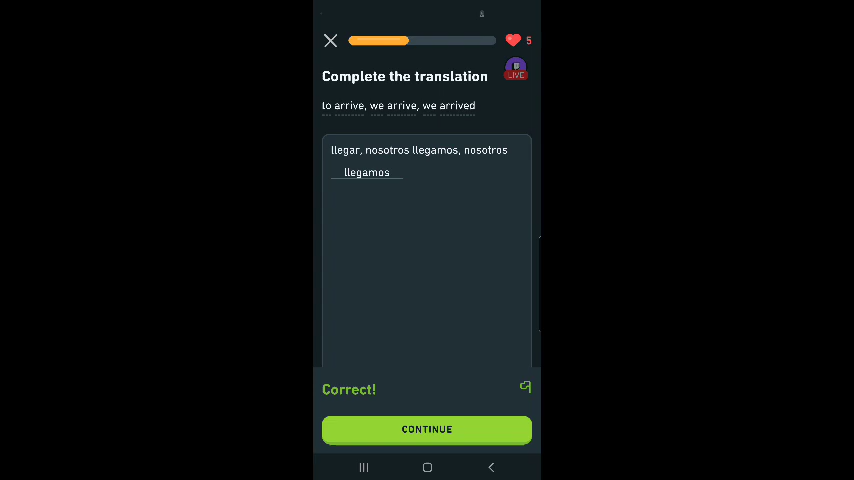 5
Complete the translation
LIVE
to arrive, we arrive, we arrived
llegar, nosotros llegamos, nosotros
llegamos
Correct!
CONTINUE